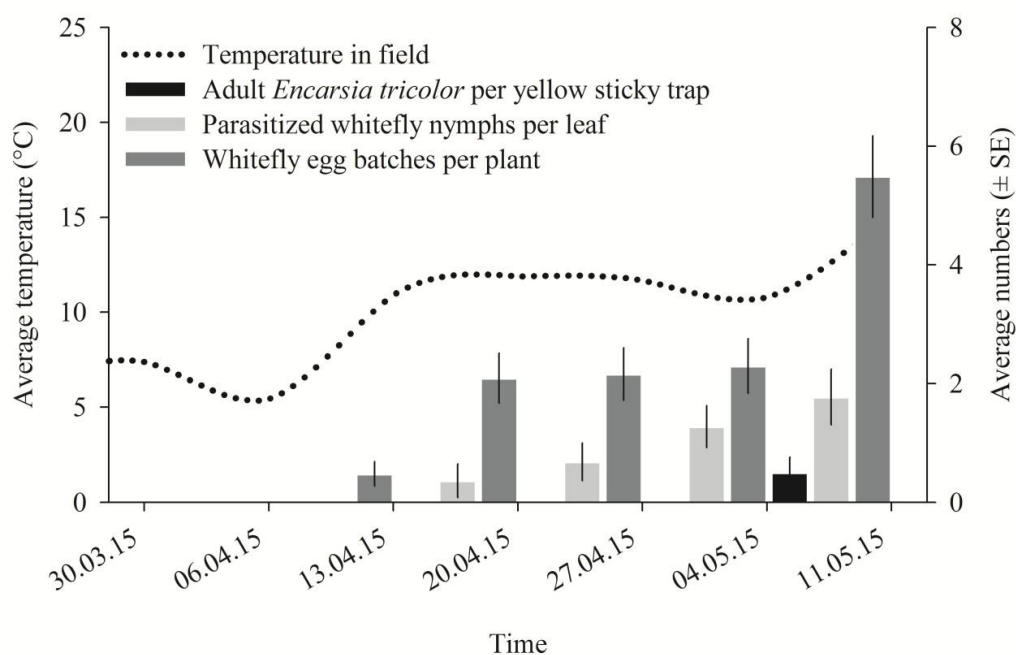 25
20
15
10
5
0
Average temperature (°C)
8
6
4
2
0
Average numbers (± SE)
Temperature in field
Adult Encarsia tricolor per yellow sticky trap
Parasitized whitefly nymphs per leaf
Whitefly egg batches per plant
30.03.15
06.04.15
13.04.15
20.04.15
27.04.15
04.05.15
11.05.15
Time